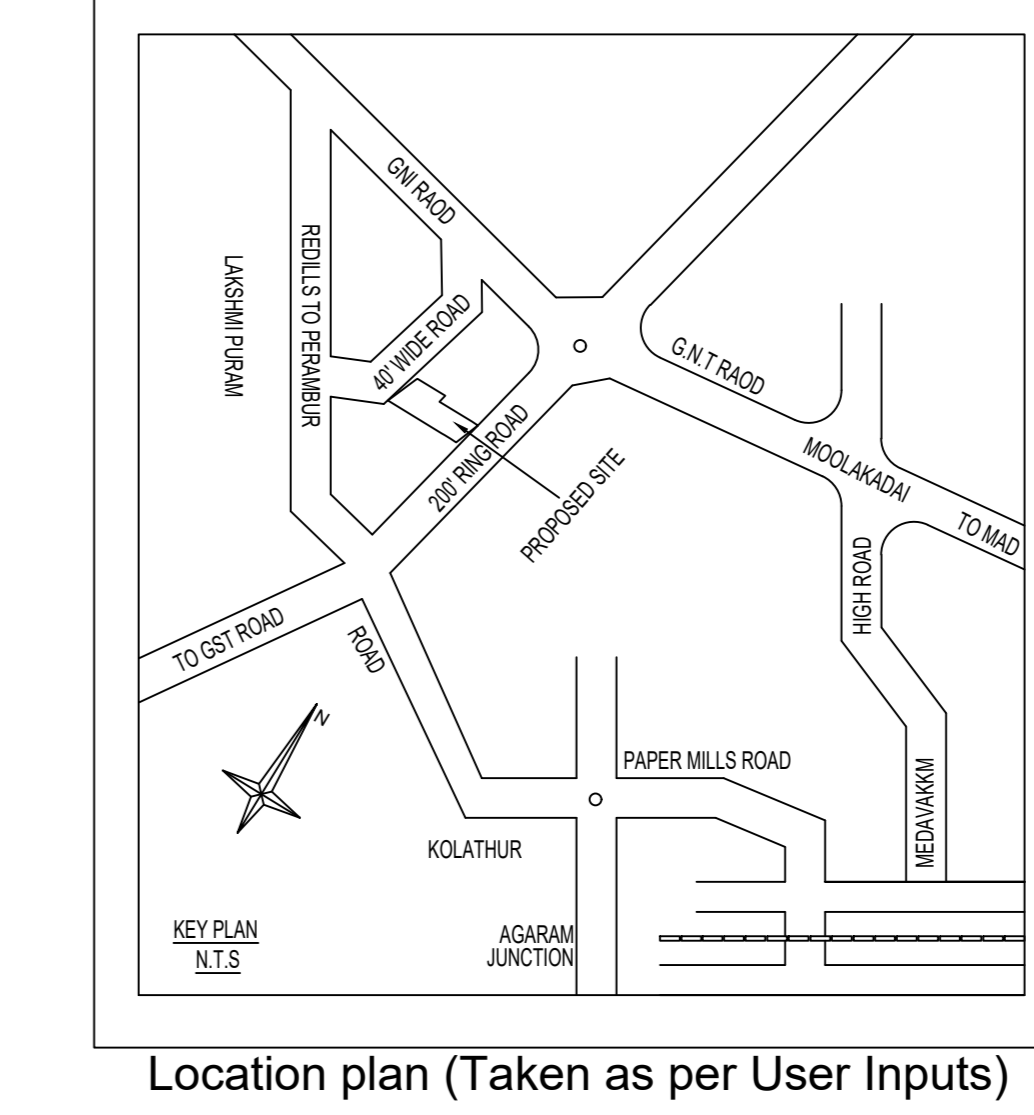 GNI RAOD
REDILLS TO PERAMBUR
LAKSHMI PURAM
40' WIDE ROAD
G.N.T RAOD
200' RING ROAD
MOOLAKADAI
PROPOSED SITE
TO MAD
HIGH ROAD
TO GST ROAD
ROAD
N
PAPER MILLS ROAD
MEDAVAKKM
KOLATHUR
KEY PLAN
N.T.S
AGARAM
JUNCTION
Location plan (Taken as per User Inputs)